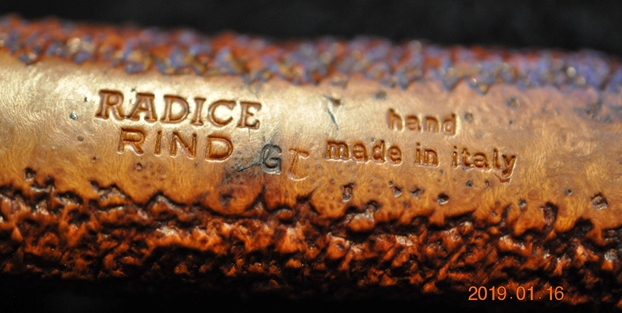 RADICE
RIND GT
hand
made in italy
2019.01.16